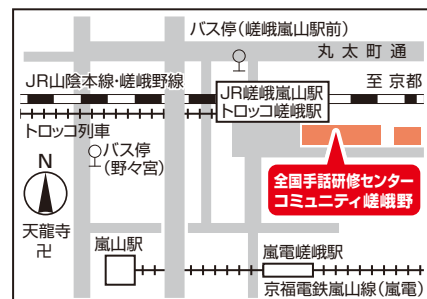 バス停(嵯峨嵐山駅前)
丸太町通
JR山陰本線・嵯峨野線
至 京都
JR嵯峨嵐山駅
トロッコ嵯峨駅
トロッコ列車
バス停
(野々宮)
N
全国手話研修センター
コミュニティ嵯峨野
天龍寺
卍
嵐山駅
嵐電嵯峨駅
京福電鉄嵐山線(嵐電)